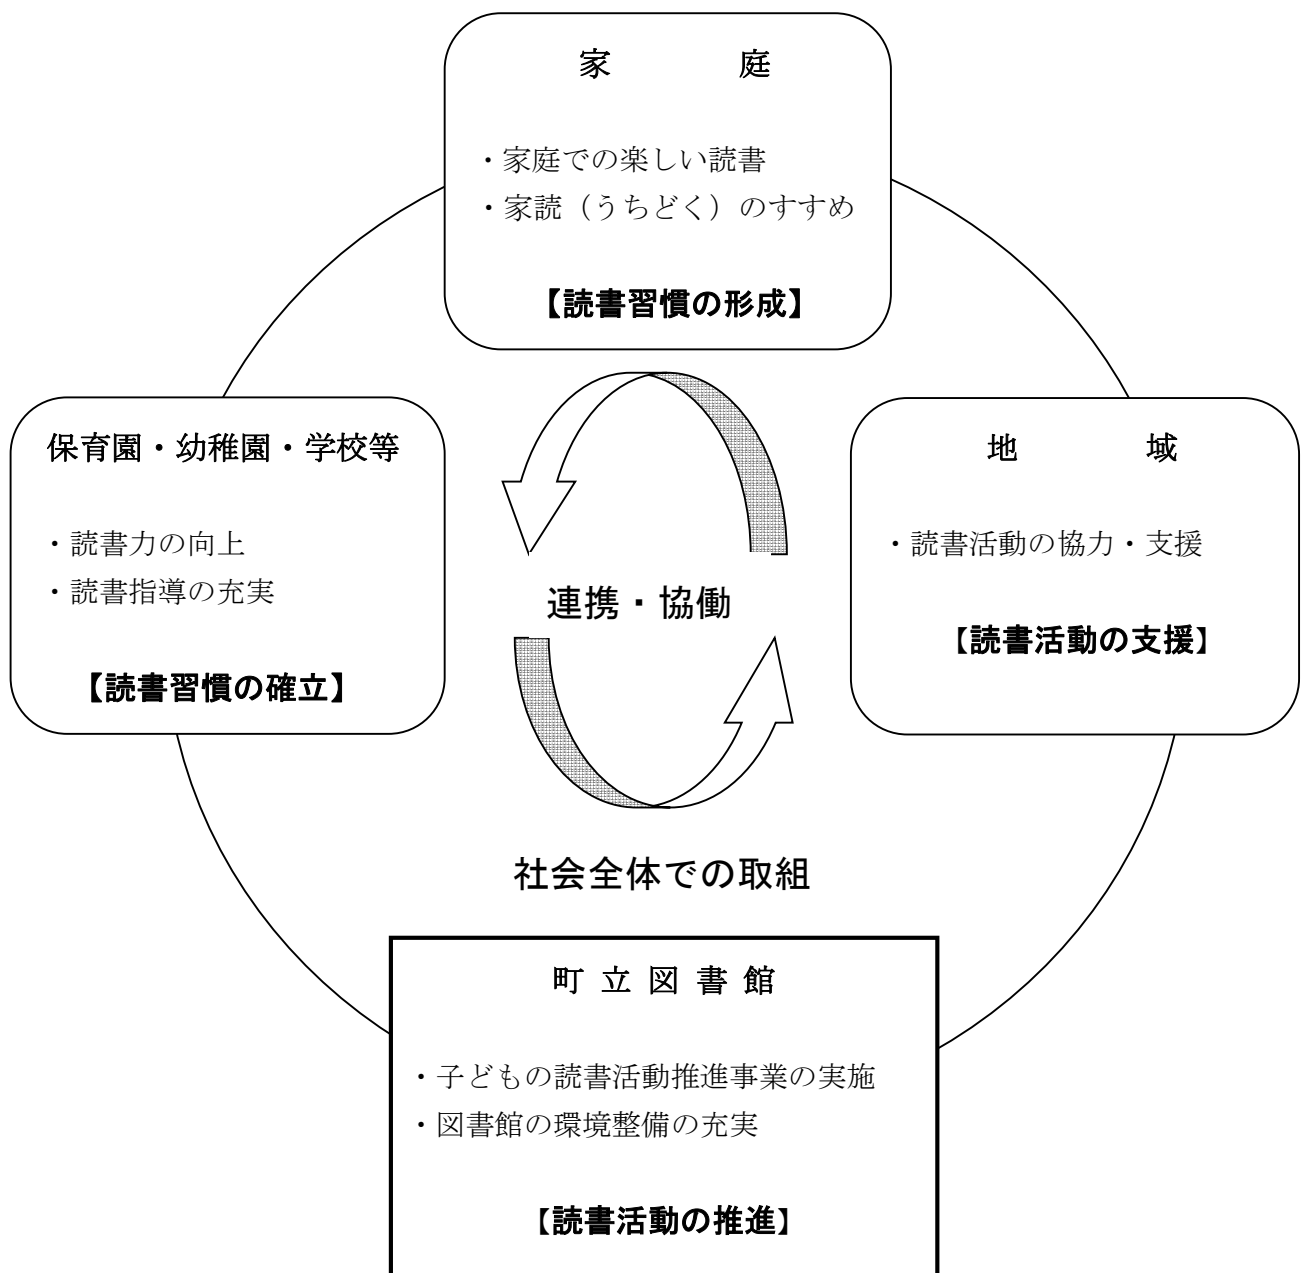 家　　　庭
・家庭での楽しい読書
・家読（うちどく）のすすめ
【読書習慣の形成】
保育園・幼稚園・学校等
・読書力の向上
・読書指導の充実
【読書習慣の確立】
地　　　域
・読書活動の協力・支援
【読書活動の支援】
連携・協働
社会全体での取組
町 立 図 書 館
・子どもの読書活動推進事業の実施
・図書館の環境整備の充実
【読書活動の推進】